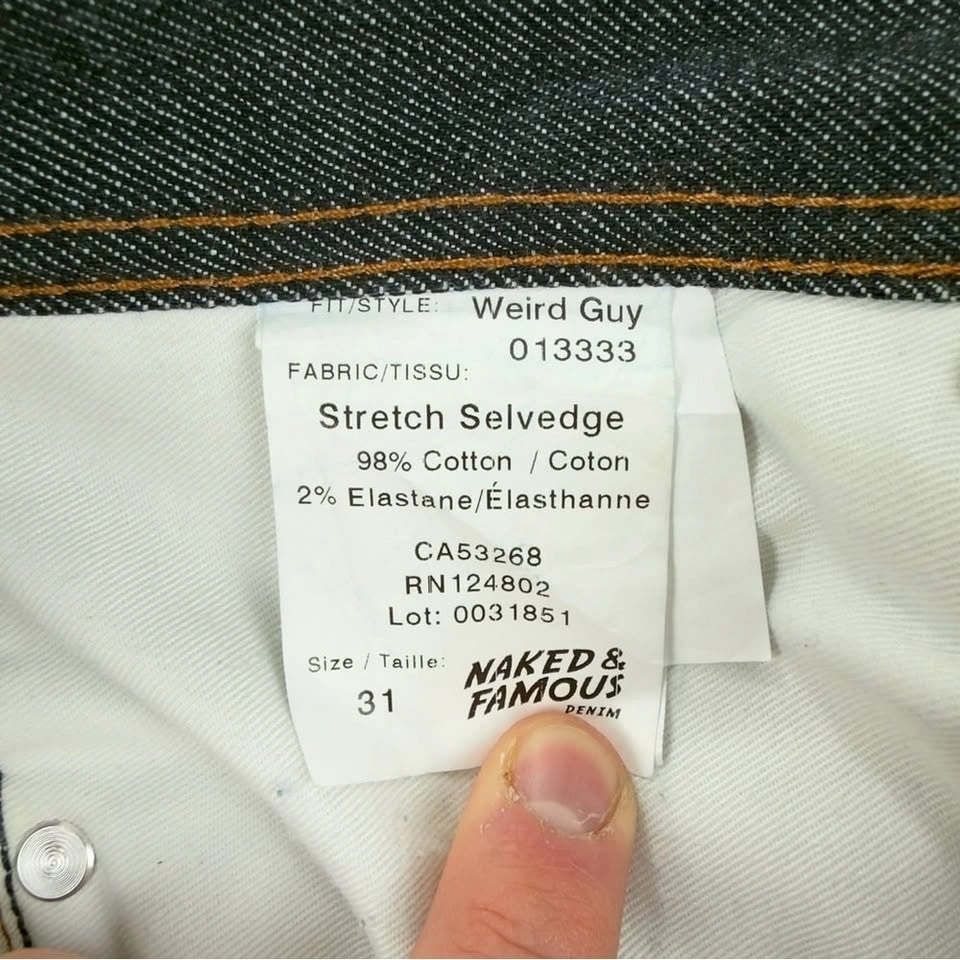 FIT/STYLE: Weird Guy
013333
FABRIC/TISSU:
Stretch Selvedge
98% Cotton / Coton
2% Elastane/Élasthanne
CA53268
RN124802
Lot: 0031851
Size / Taille:
31
NAKED &
FAMOUS
DENIM